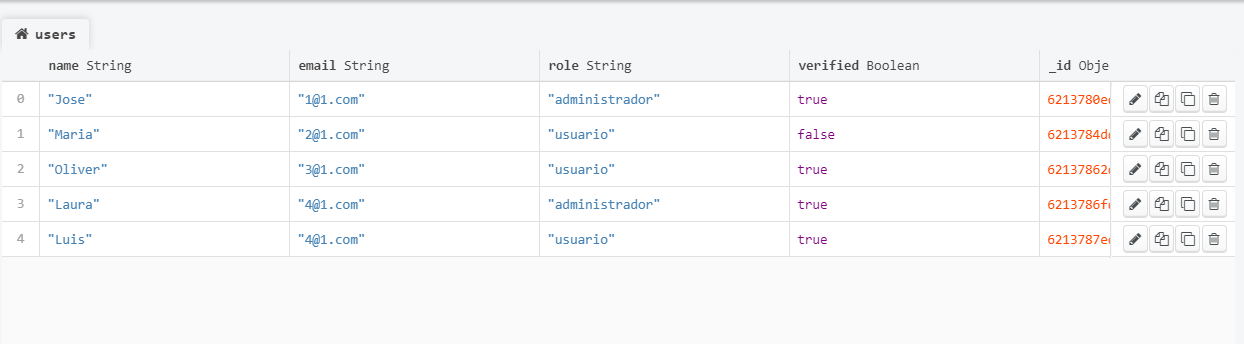 users
name String email String role String verified Boolean _id Obje
0 "Jose" "1@1.com" "administrador" true 6213780e
1 "Maria" "2@1.com" "usuario" false 6213784d
2 "Oliver" "3@1.com" "usuario" true 62137862
3 "Laura" "4@1.com" "administrador" true 6213786f
4 "Luis" "4@1.com" "usuario" true 6213787e